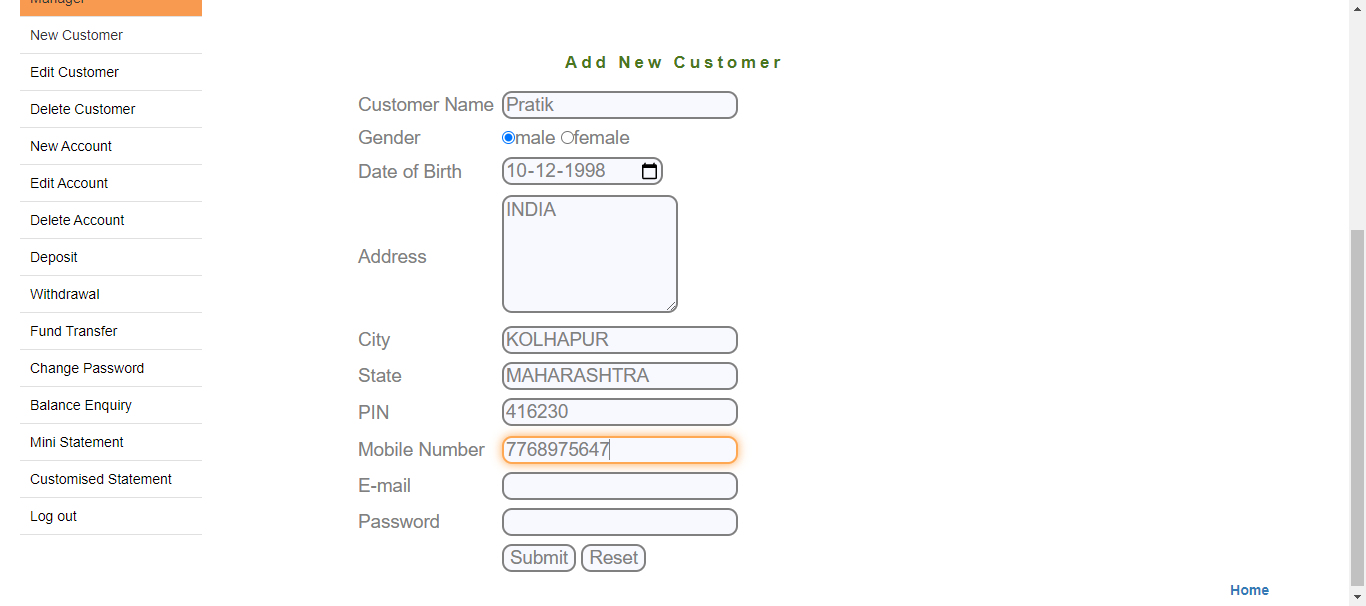 Manager
New Customer
Edit Customer
Delete Customer
New Account
Edit Account
Delete Account
Deposit
Withdrawal
Fund Transfer
Change Password
Balance Enquiry
Mini Statement
Customised Statement
Log out
Add New Customer
Customer Name Pratik
Gender male female
Date of Birth 10-12-1998
Address INDIA
City KOLHAPUR
State MAHARASHTRA
PIN 416230
Mobile Number 7768975647
E-mail
Password
Submit Reset
Home